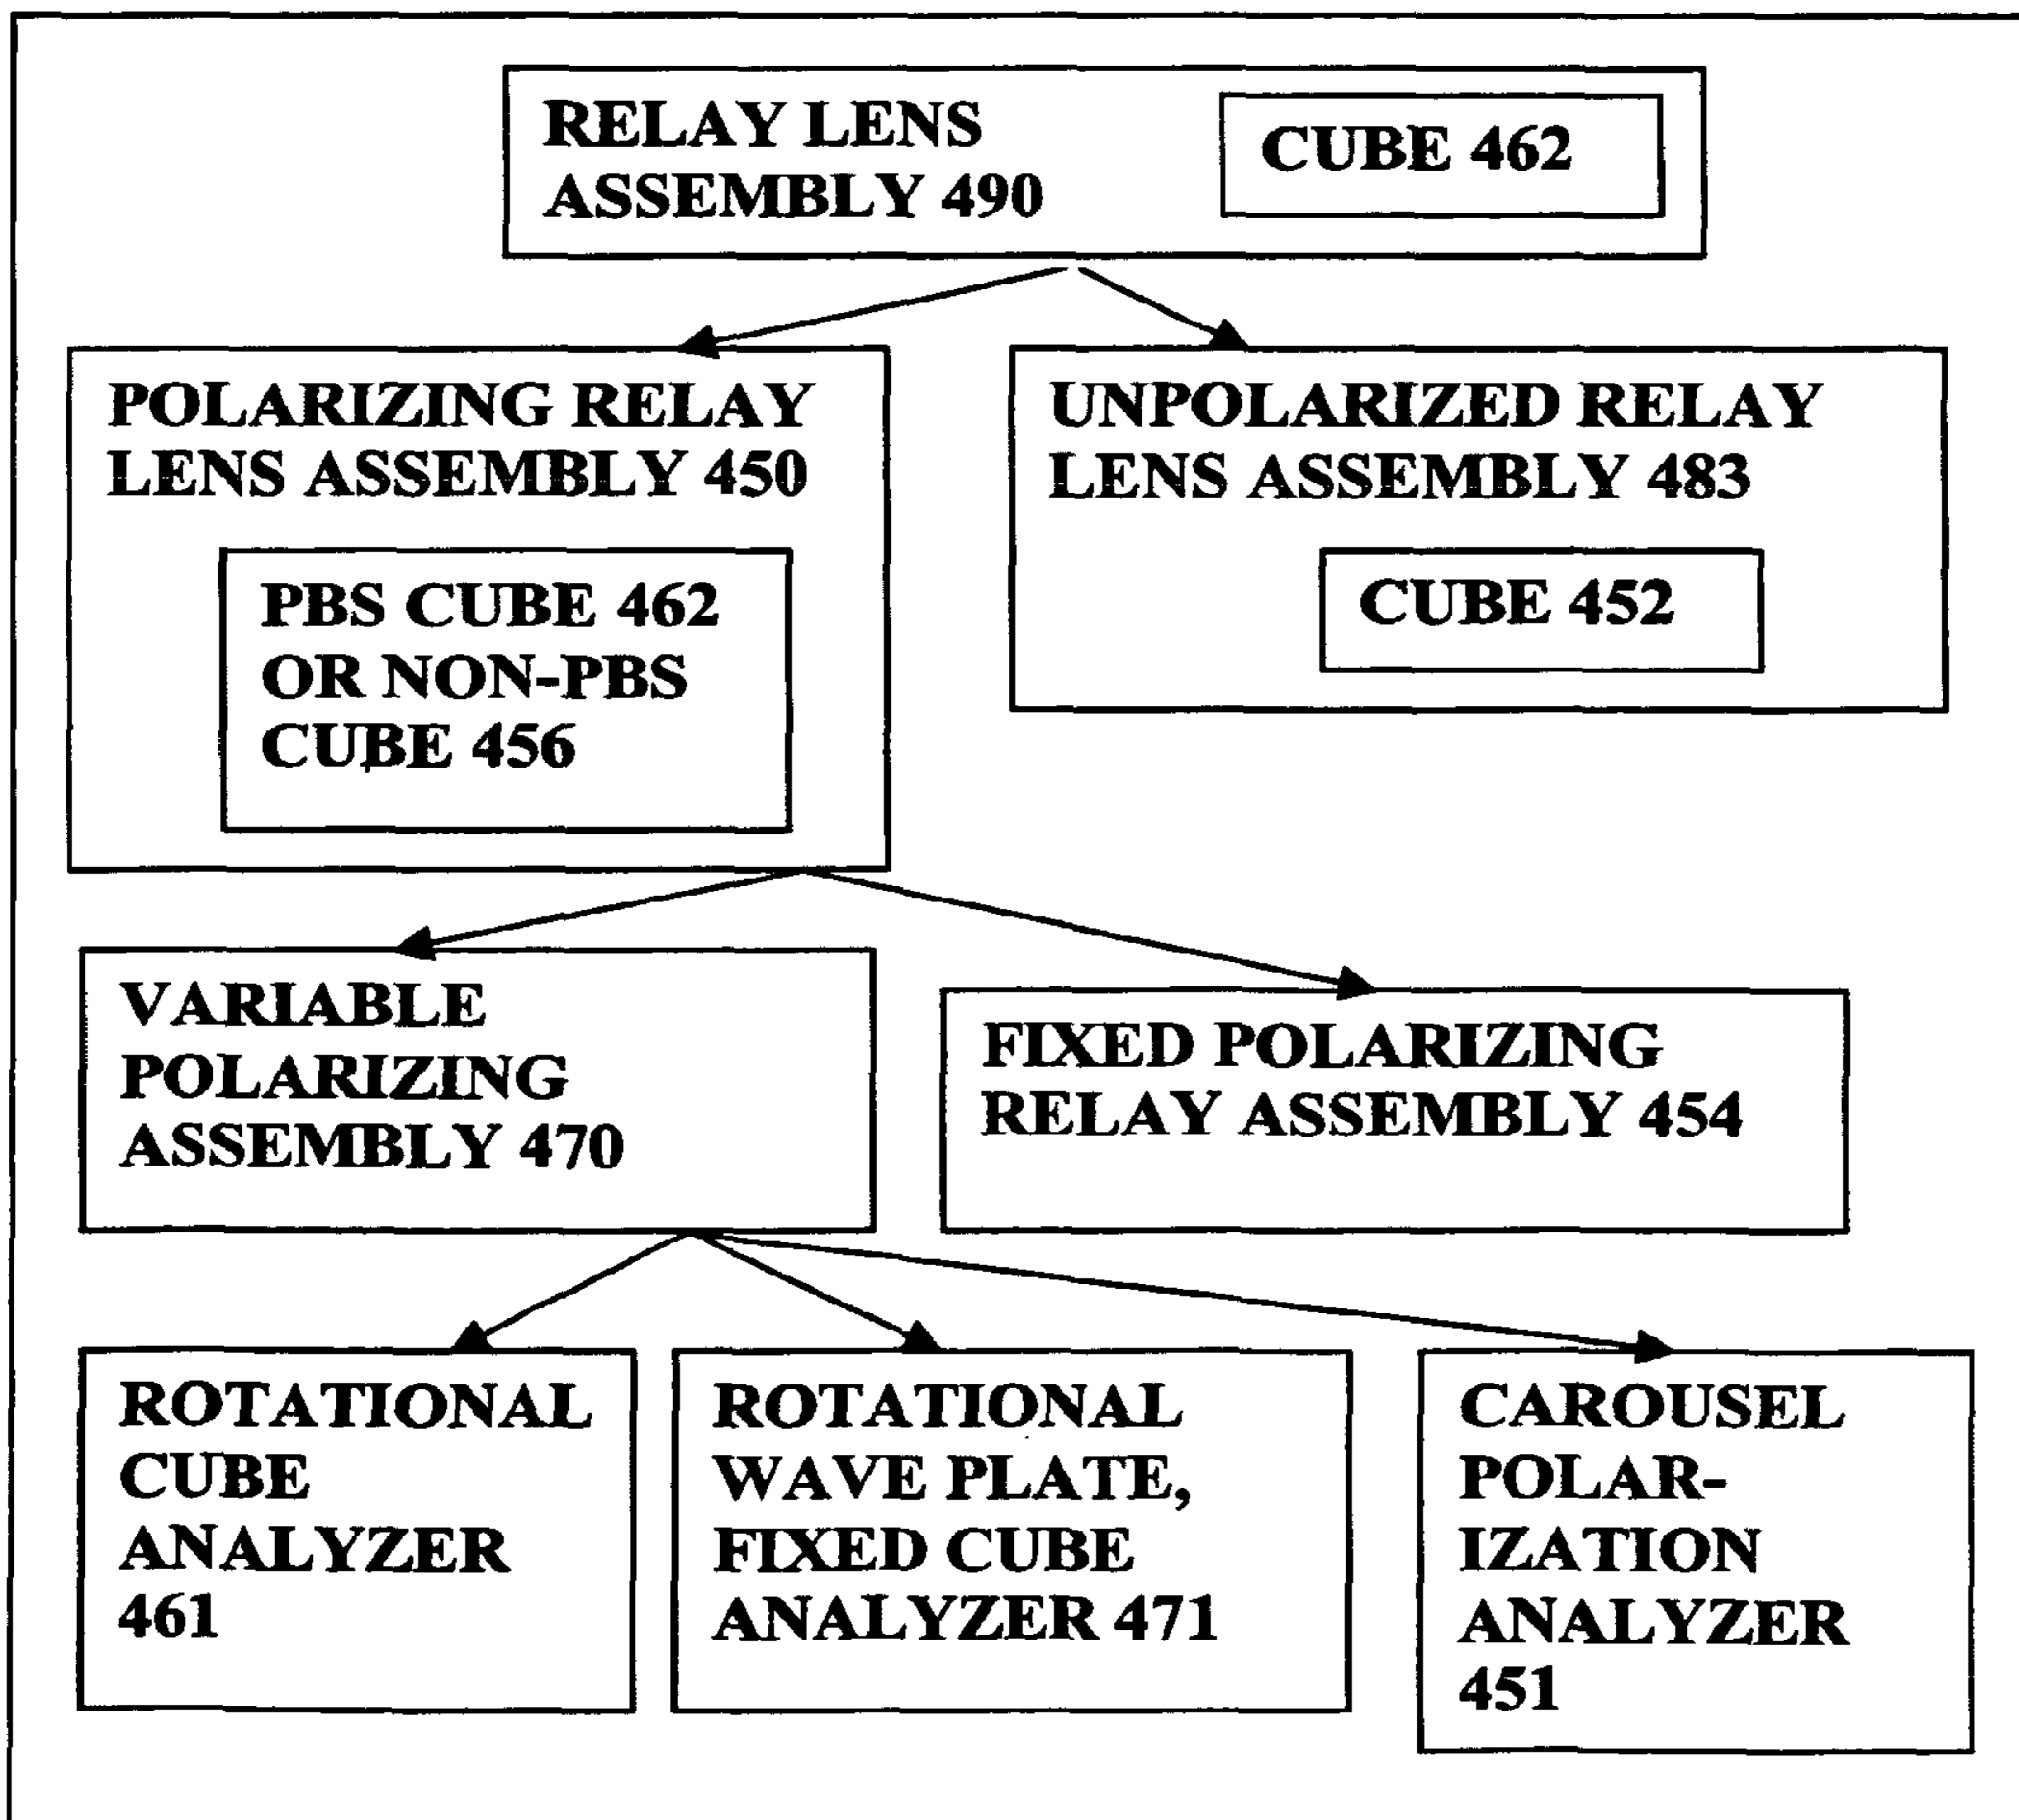 RELAY LENS
ASSEMBLY 490
CUBE 462
POLARIZING RELAY
LENS ASSEMBLY 450
PBS CUBE 462
OR NON-PBS
CUBE 456
UNPOLARIZED RELAY
LENS ASSEMBLY 483
CUBE 452
VARIABLE
POLARIZING
ASSEMBLY 470
FIXED POLARIZING
RELAY ASSEMBLY 454
ROTATIONAL
CUBE
ANALYZER
461
ROTATIONAL
WAVE PLATE,
FIXED CUBE
ANALYZER 471
CAROUSEL
POLAR-
IZATION
ANALYZER
451